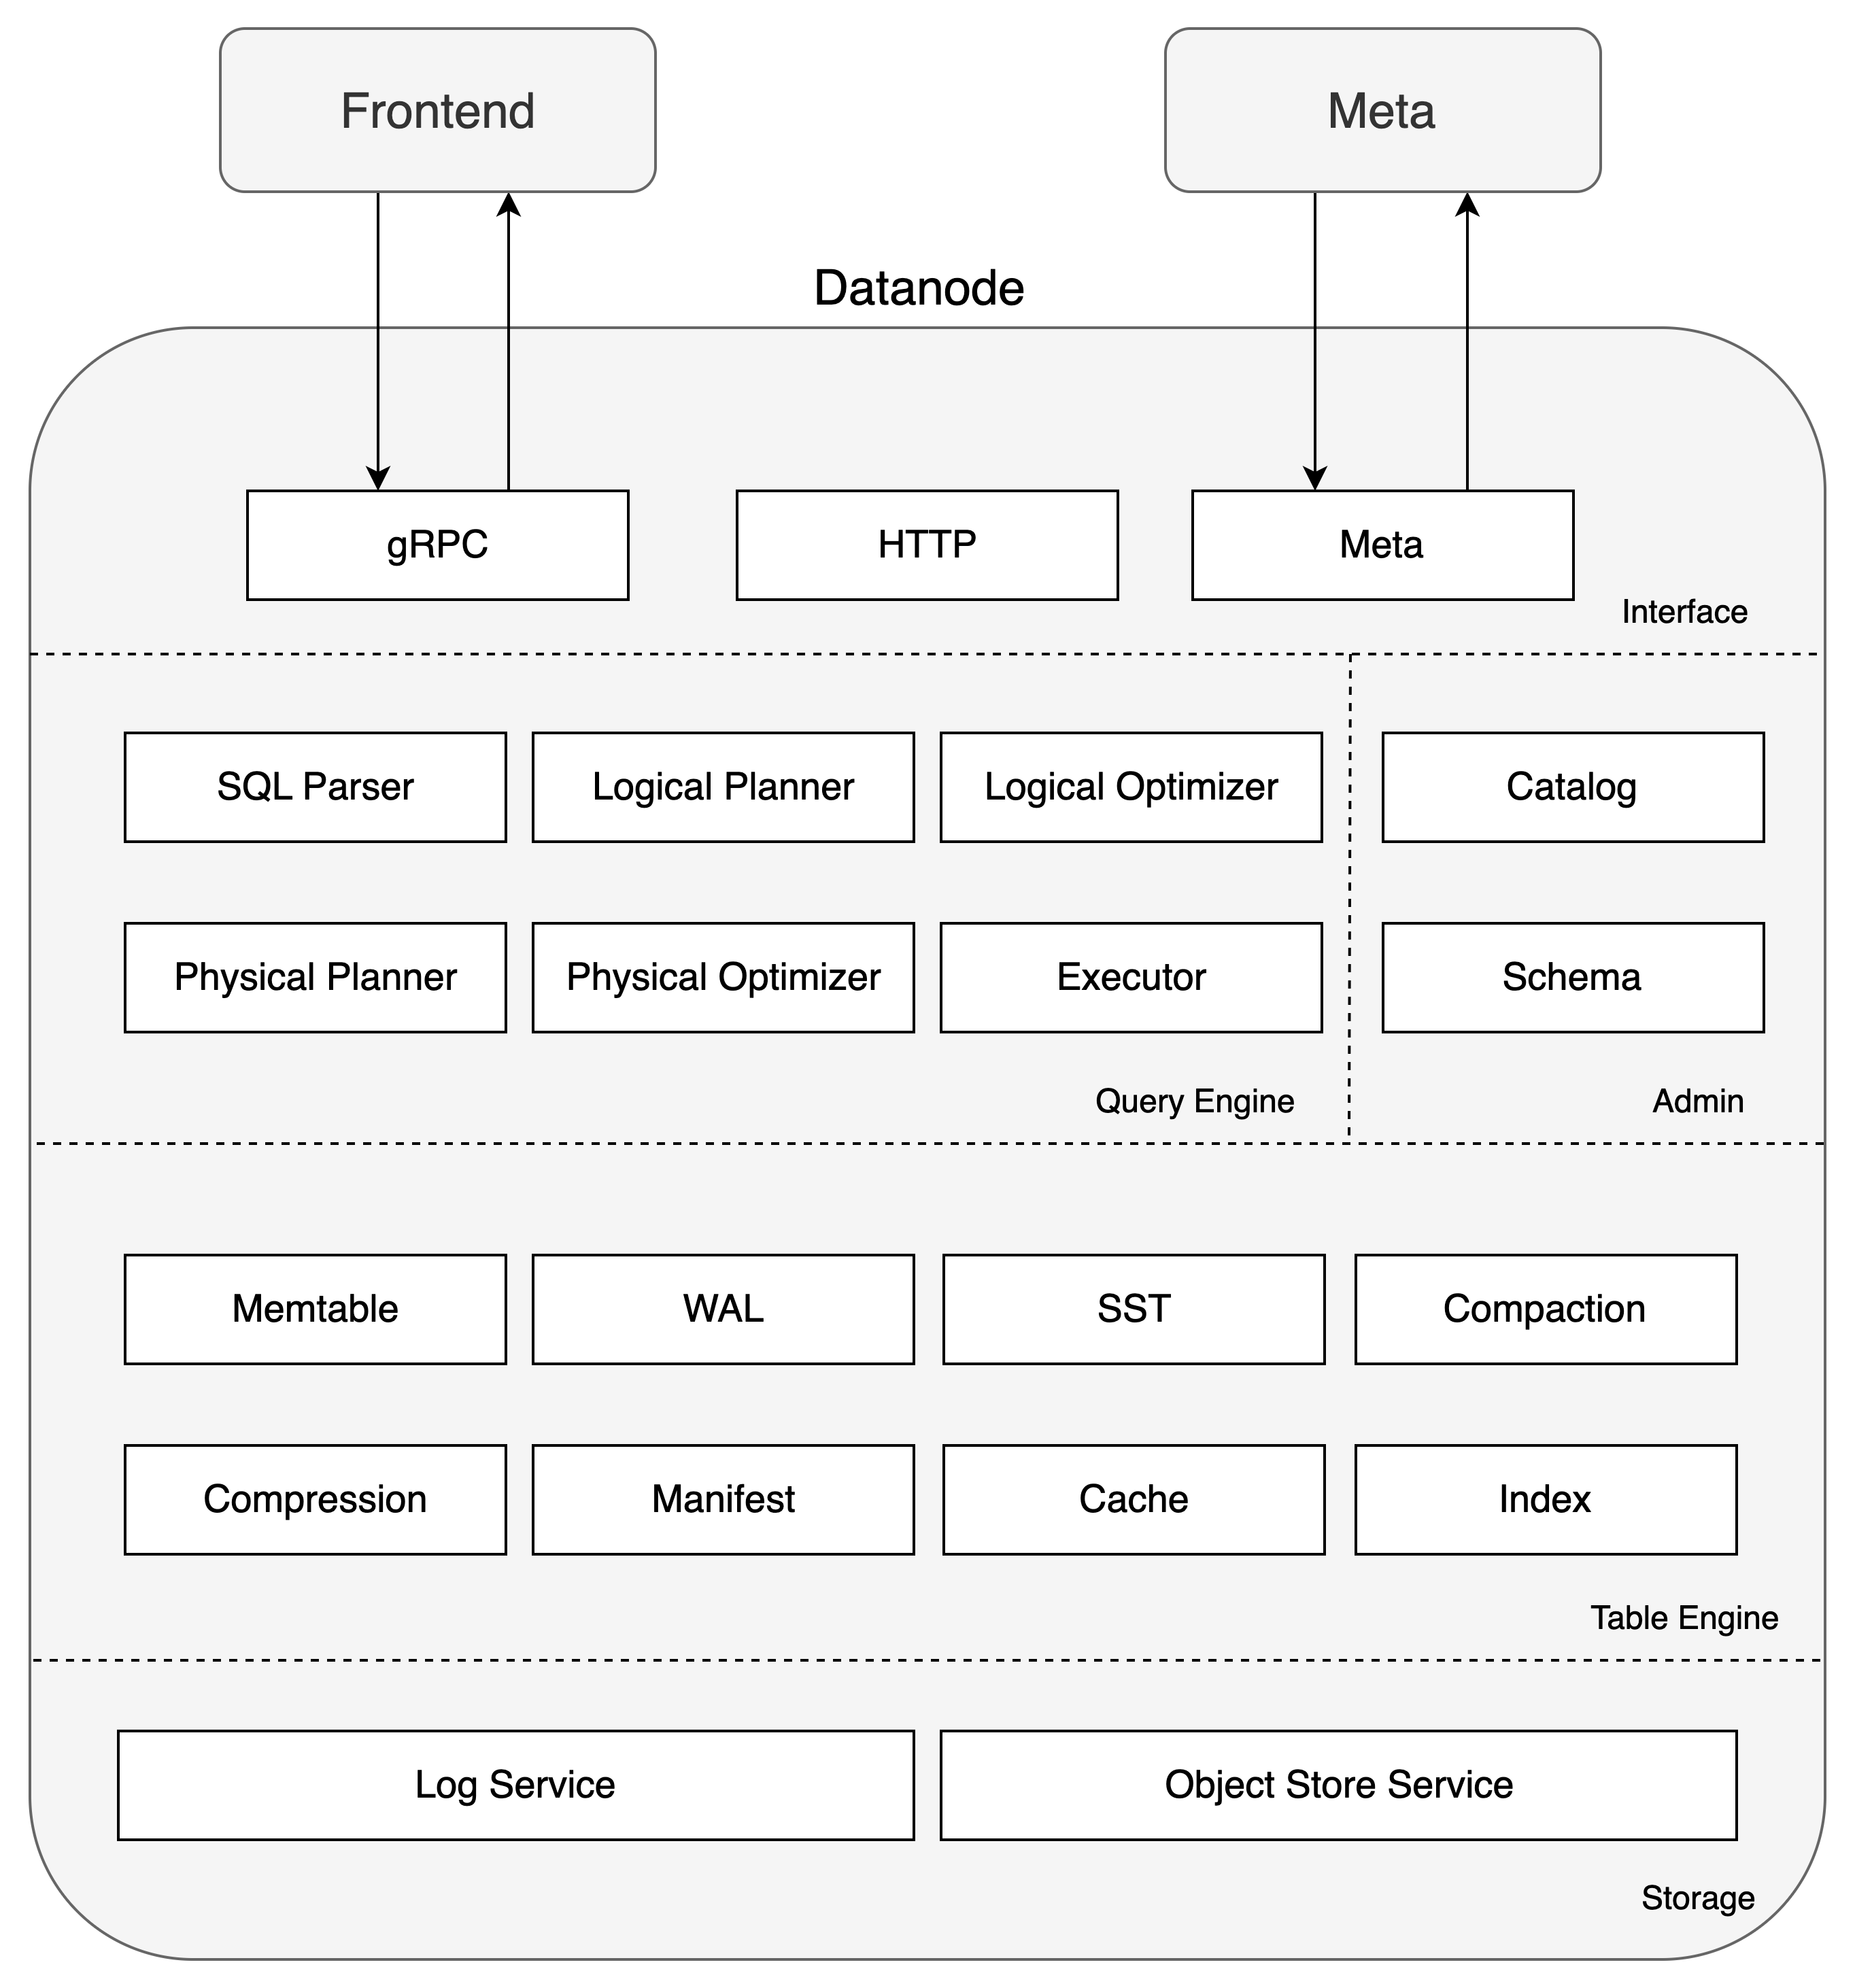 Frontend
Meta
Datanode
gRPC
HTTP
Meta
Interface
SQL Parser
Logical Planner
Logical Optimizer
Catalog
Physical Planner
Physical Optimizer
Executor
Schema
Query Engine
Admin
Memtable
WAL
SST
Compaction
Compression
Manifest
Cache
Index
Table Engine
Log Service
Object Store Service
Storage